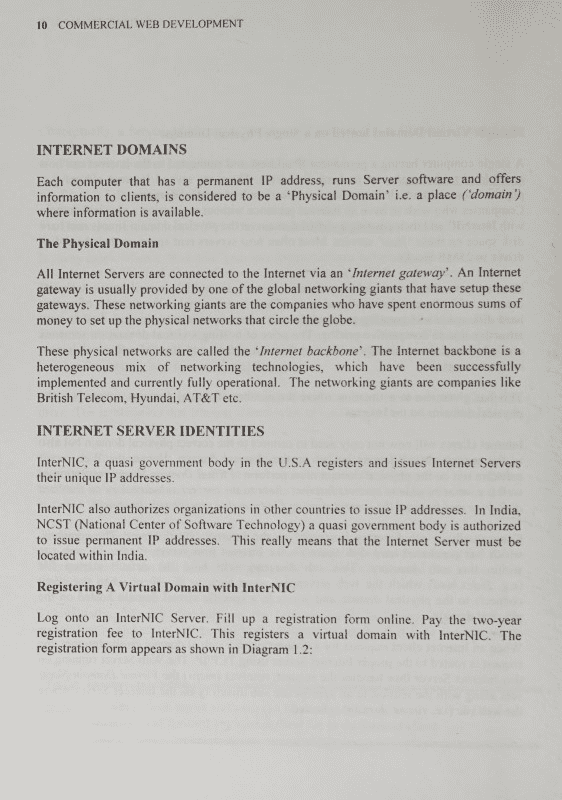 10 COMMERCIAL WEB DEVELOPMENT
INTERNET DOMAINS
Each computer that has a permanent IP address, runs Server software and offers
information to clients, is considered to be a ‘Physical Domain’ i.e. a place (‘domain’)
where information is available.
The Physical Domain
All Internet Servers are connected to the Internet via an ‘Internet gateway’. An Internet
gateway is usually provided by one of the global networking giants that have setup these
gateways. These networking giants are the companies who have spent enormous sums of
money to set up the physical networks that circle the globe.
These physical networks are called the ‘Internet backbone’. The Internet backbone is a
heterogeneous mix of networking technologies, which have been successfully
implemented and currently fully operational. The networking giants are companies like
British Telecom, Hyundai, AT&T etc.
INTERNET SERVER IDENTITIES
InterNIC, a quasi government body in the U.S.A registers and issues Internet Servers
their unique IP addresses.
InterNIC also authorizes organizations in other countries to issue IP addresses. In India,
NCST (National Center of Software Technology) a quasi government body is authorized
to issue permanent IP addresses. This really means that the Internet Server must be
located within India.
Registering A Virtual Domain with InterNIC
Log onto an InterNIC Server. Fill up a registration form online. Pay the two-year
registration fee to InterNIC. This registers a virtual domain with InterNIC. The
registration form appears as shown in Diagram 1.2: